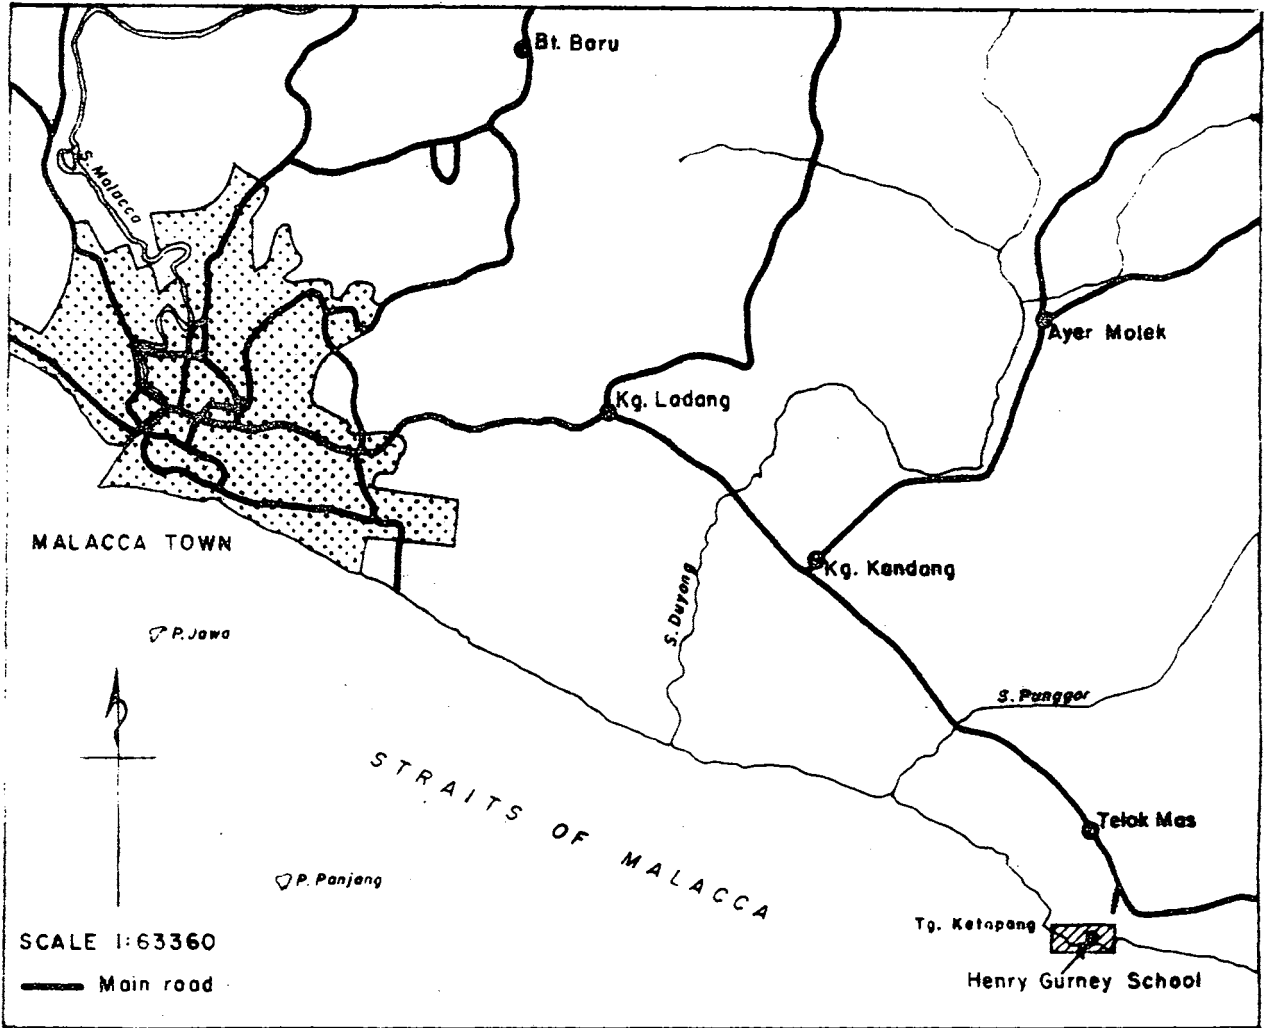 Bt. Baru
S. Malacca
Ayer Molek
Kg. Ladang
MALACCA TOWN
Kg. Kandang
S. Duyong
P. Jawa
S. Punggor
STRAITS OF MALACCA
Telok Mas
P. Panjang
Tg. Ketapang
SCALE 1:63360
Henry Gurney School
Main road